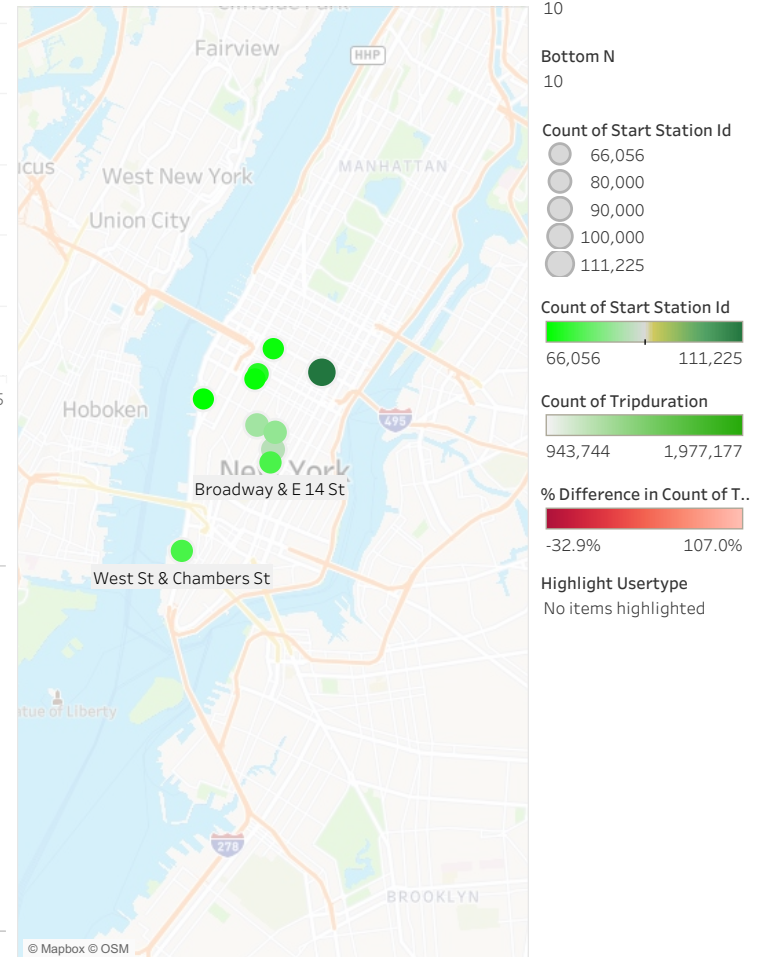 Fairview
HHP
MANHATTAN
West New York
Union City
Hoboken
495
New York
Broadway & E 14 St
West St & Chambers St
278
BROOKLYN
© Mapbox © OSM
10
Bottom N
10
Count of Start Station Id
66,056
80,000
90,000
100,000
111,225
Count of Start Station Id
66,056 111,225
Count of Tripduration
943,744 1,977,177
% Difference in Count of T..
-32.9% 107.0%
Highlight Usertype
No items highlighted